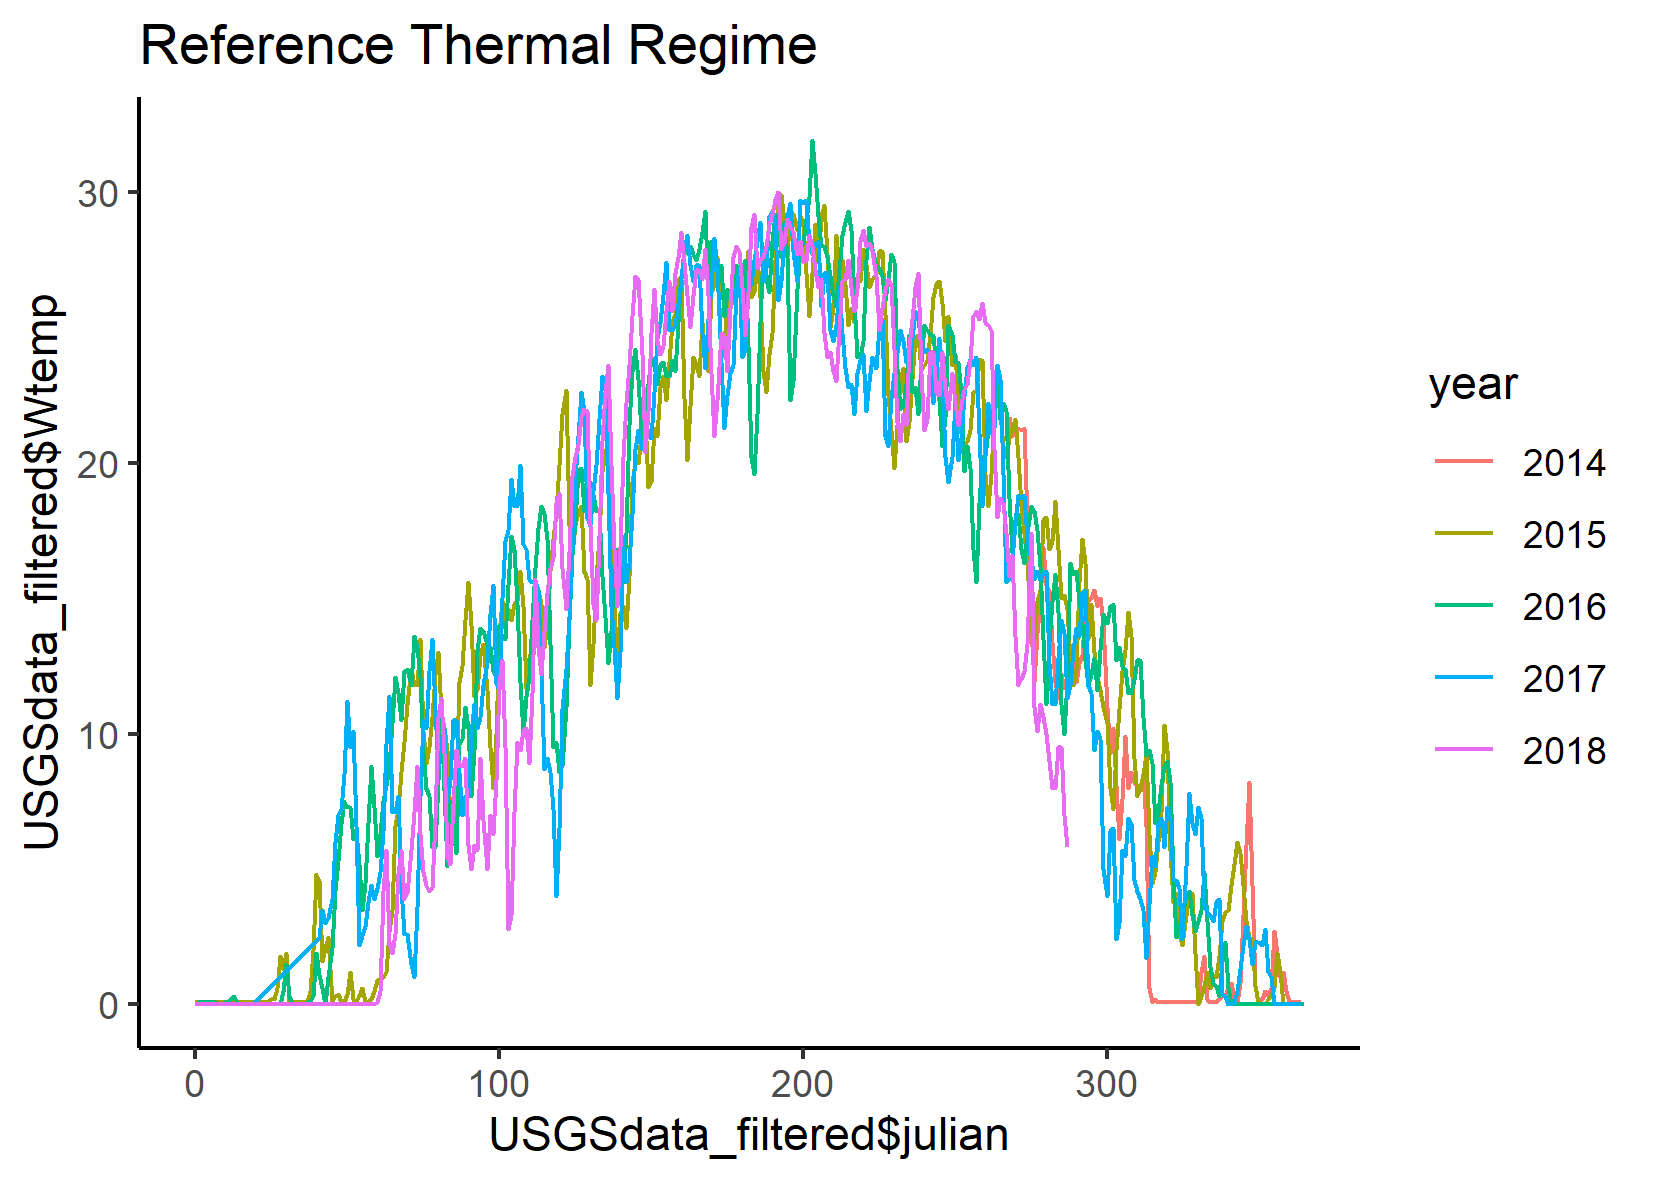 Reference Thermal Regime
USGSdata_filtered$Wtemp
30
20
10
0
0 100 200 300
USGSdata_filtered$julian
year
2014
2015
2016
2017
2018